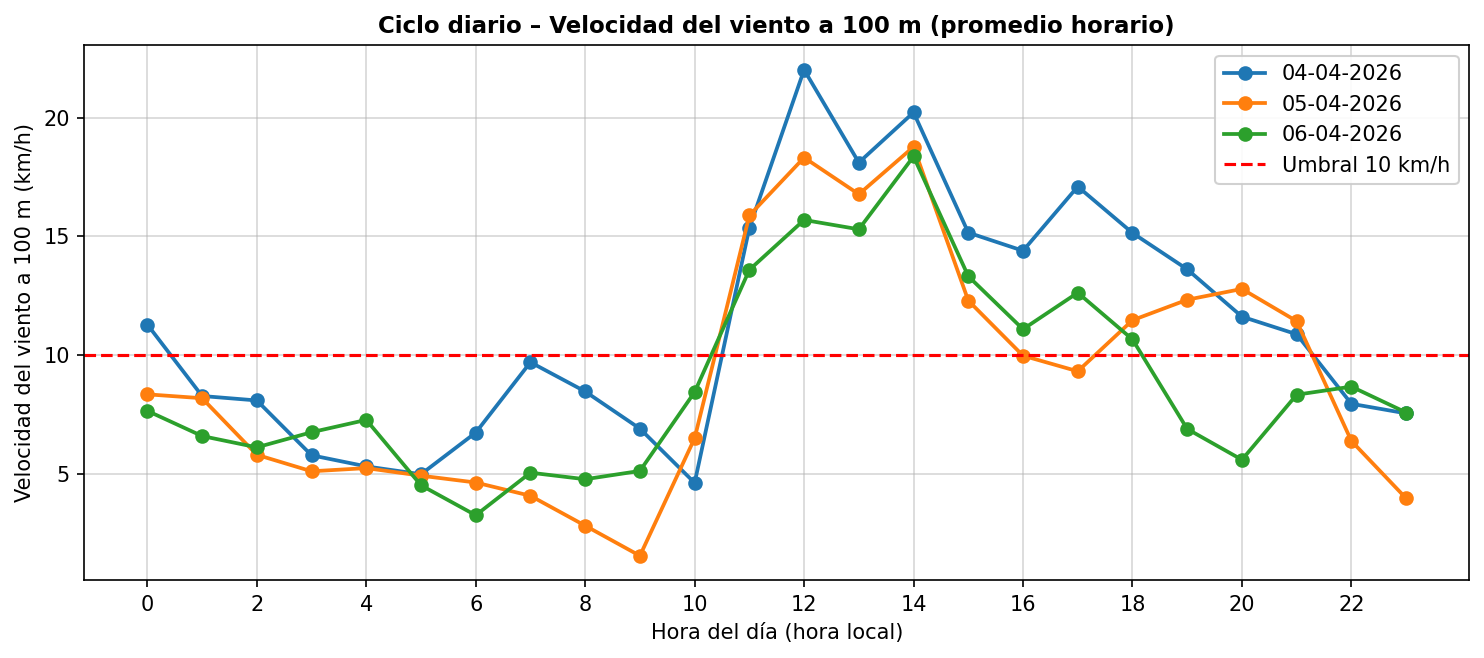 Ciclo diario – Velocidad del viento a 100 m (promedio horario)
Velocidad del viento a 100 m (km/h)
20
15
10
5
04-04-2026
05-04-2026
06-04-2026
Umbral 10 km/h
0 2 4 6 8 10 12 14 16 18 20 22
Hora del día (hora local)